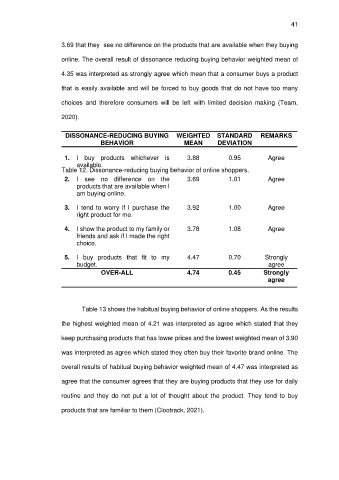 41
3.69 that they see no difference on the products that are available when they buying
online. The overall result of dissonance reducing buying behavior weighted mean of
4.35 was interpreted as strongly agree which mean that a consumer buys a product
that is easily available and will be forced to buy goods that do not have too many
choices and therefore consumers will be left with limited decision making (Team,
2020).
DISSONANCE-REDUCING BUYING WEIGHTED STANDARD REMARKS
BEHAVIOR MEAN DEVIATION
1. I buy products whichever is 3.88 0.95 Agree
available.
Table 12. Dissonance-reducing buying behavior of online shoppers.
2. I see no difference on the 3.69 1.01 Agree
products that are available when I
am buying online.
3. I tend to worry if I purchase the 3.92 1.00 Agree
right product for me.
4. I show the product to my family or 3.78 1.08 Agree
friends and ask if I made the right
choice.
5. I buy products that fit to my 4.47 0.70 Strongly
budget. agree
OVER-ALL 4.74 0.45 Strongly
agree
Table 13 shows the habitual buying behavior of online shoppers. As the results
the highest weighted mean of 4.21 was interpreted as agree which stated that they
keep purchasing products that has lower prices and the lowest weighted mean of 3.90
was interpreted as agree which stated they often buy their favorite brand online. The
overall results of habitual buying behavior weighted mean of 4.47 was interpreted as
agree that the consumer agrees that they are buying products that they use for daily
routine and they do not put a lot of thought about the product. They tend to buy
products that are familiar to them (Clootrack, 2021).